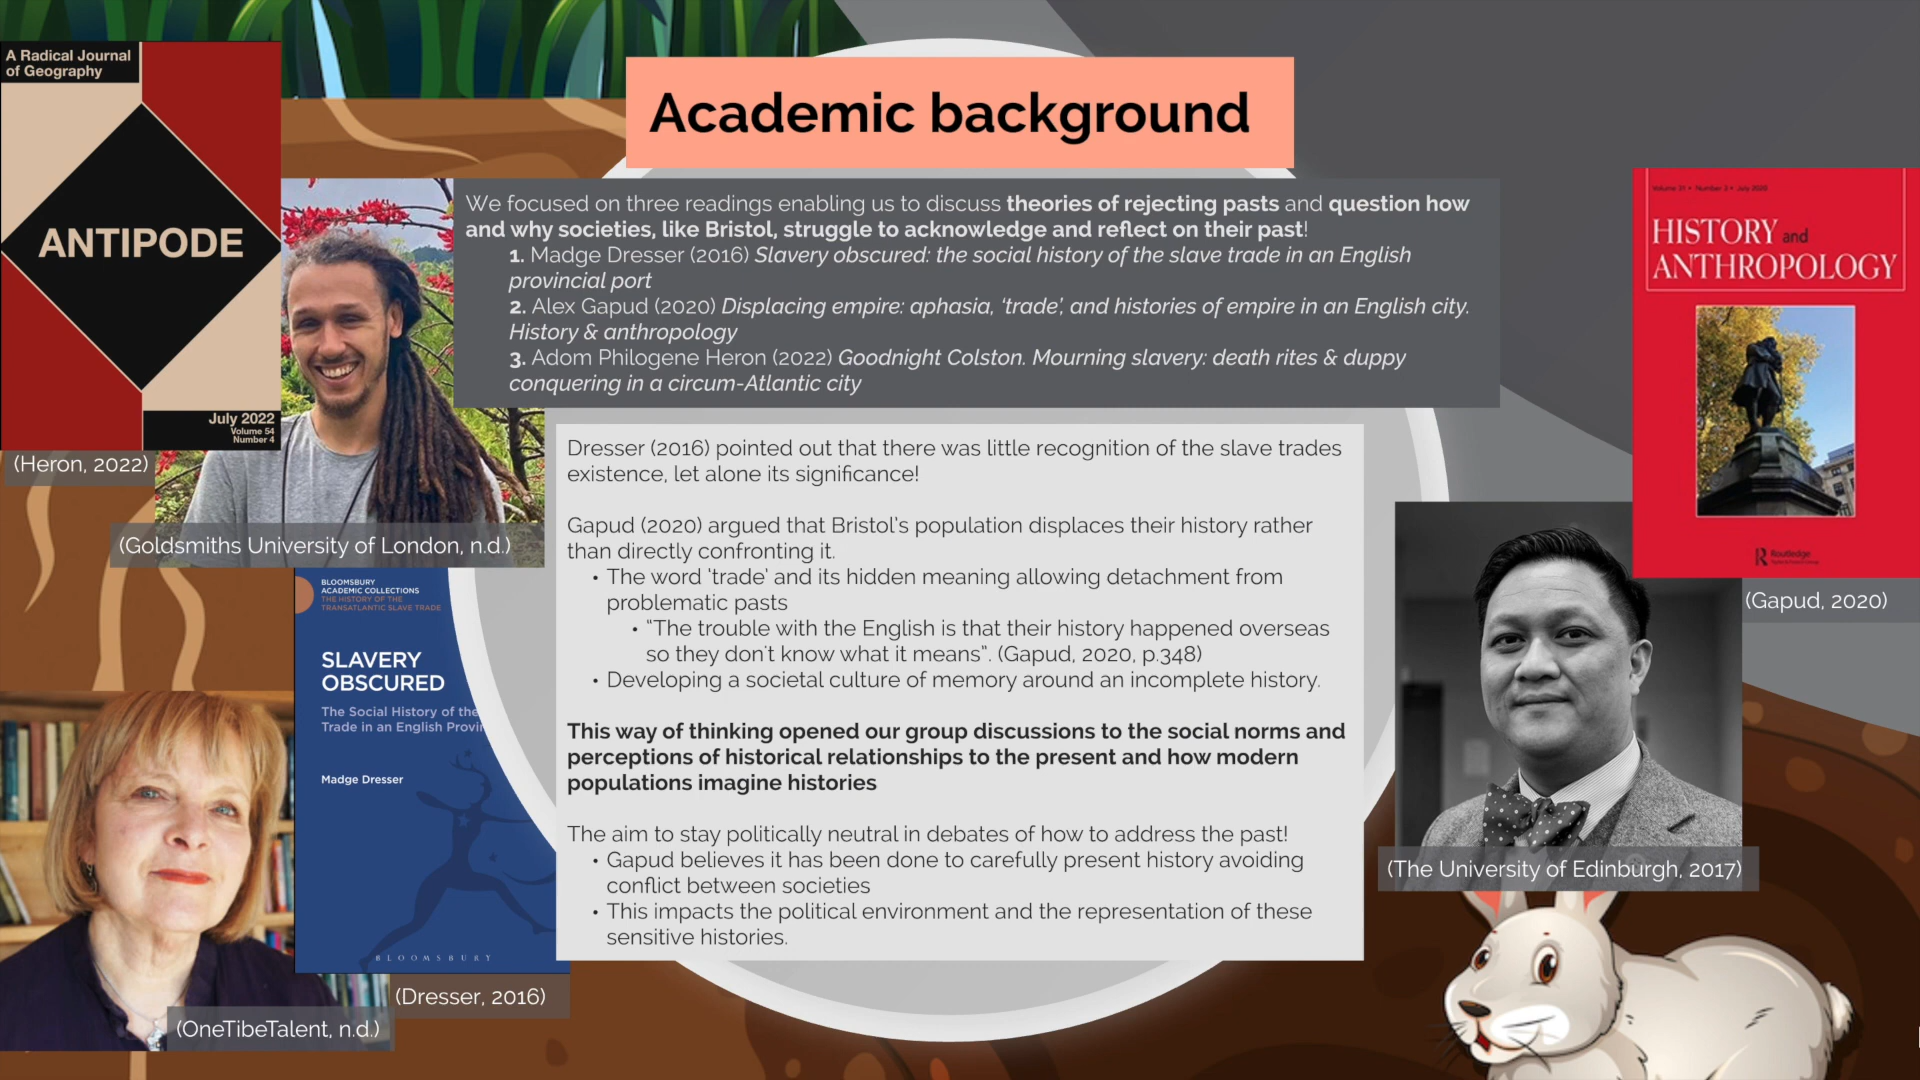 Academic background
A Radical Journal
of Geography
ANTIPODE
July 2022
Volume 54
Number 4
(Heron, 2022)
(Goldsmiths University of London, n.d.)
We focused on three readings enabling us to discuss theories of rejecting pasts and question how
and why societies, like Bristol, struggle to acknowledge and reflect on their past!
1. Madge Dresser (2016) Slavery obscured: the social history of the slave trade in an English
provincial port
2. Alex Gapud (2020) Displacing empire: aphasia, 'trade', and histories of empire in an English city.
History & anthropology
3. Adom Philogene Heron (2022) Goodnight Colston. Mourning slavery: death rites & duppy
conquering in a circum-Atlantic city
Dresser (2016) pointed out that there was little recognition of the slave trades
existence, let alone its significance!
Gapud (2020) argued that Bristol's population displaces their history rather
than directly confronting it.
• The word 'trade' and its hidden meaning allowing detachment from
problematic pasts
• "The trouble with the English is that their history happened overseas
so they don't know what it means". (Gapud, 2020, p.348)
• Developing a societal culture of memory around an incomplete history.
This way of thinking opened our group discussions to the social norms and
perceptions of historical relationships to the present and how modern
populations imagine histories
The aim to stay politically neutral in debates of how to address the past!
• Gapud believes it has been done to carefully present history avoiding
conflict between societies
• This impacts the political environment and the representation of these
sensitive histories.
BLOOMSBURY
ACADEMIC COLLECTIONS
THE HISTORY OF THE
TRANSATLANTIC SLAVE TRADE
SLAVERY
OBSCURED
The Social History of the
Trade in an English Provi
Madge Dresser
BLOOMSBURY
(Dresser, 2016)
(OneTibeTalent, n.d.)
Volume 31 • Number 3 • July 2020
HISTORY and
ANTHROPOLOGY
Routledge
(Gapud, 2020)
(The University of Edinburgh, 2017)